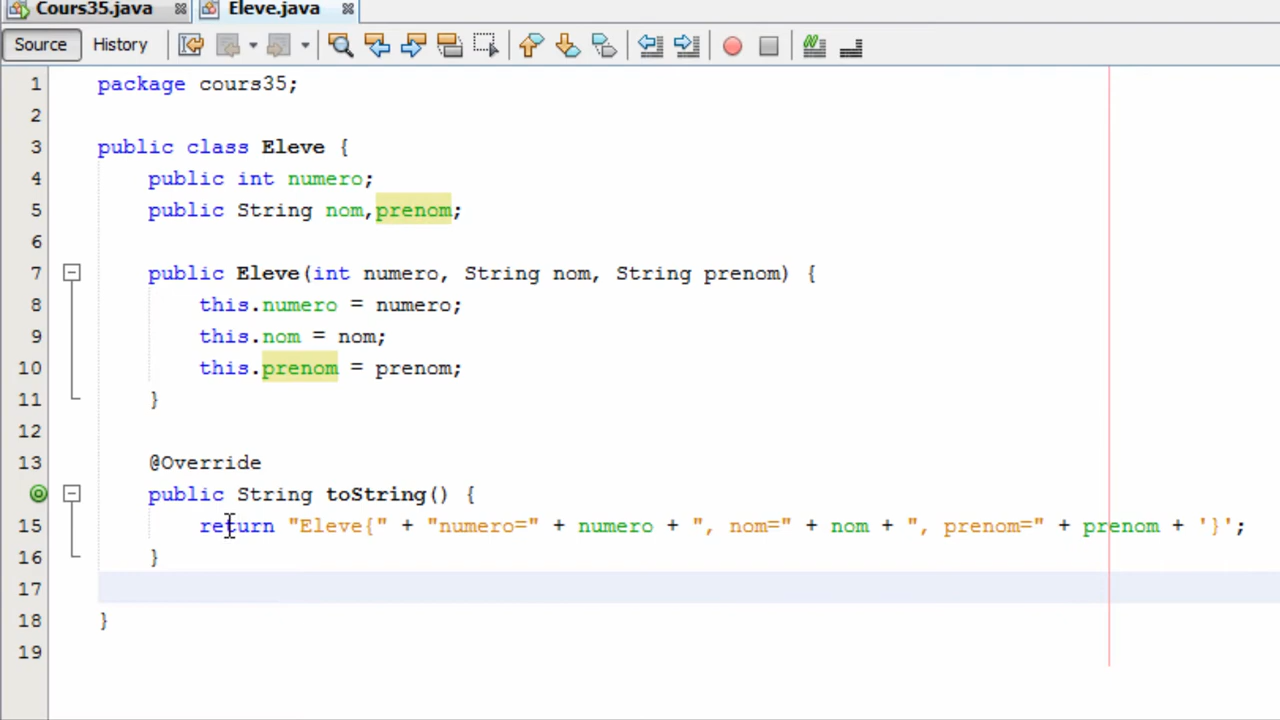 Cours35.java Eleve.java
Source History
1 package cours35;
2
3 public class Eleve {
4 public int numero;
5 public String nom,prenom;
6
7 public Eleve(int numero, String nom, String prenom) {
8 this.numero = numero;
9 this.nom = nom;
10 this.prenom = prenom;
11 }
12
13 @Override
public String toString() {
15 return "Eleve{" + "numero=" + numero + ", nom=" + nom + ", prenom=" + prenom + '}';
16 }
17
18 }
19